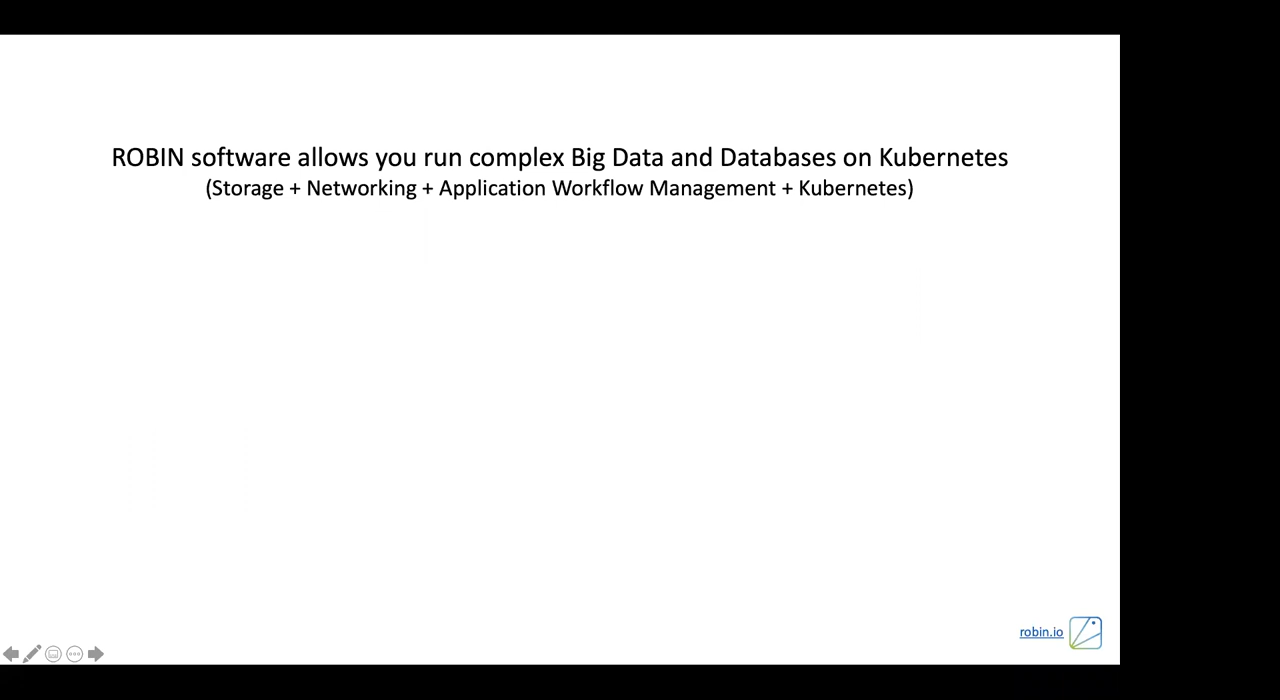 ROBIN software allows you run complex Big Data and Databases on Kubernetes
(Storage + Networking + Application Workflow Management + Kubernetes)
robin.io